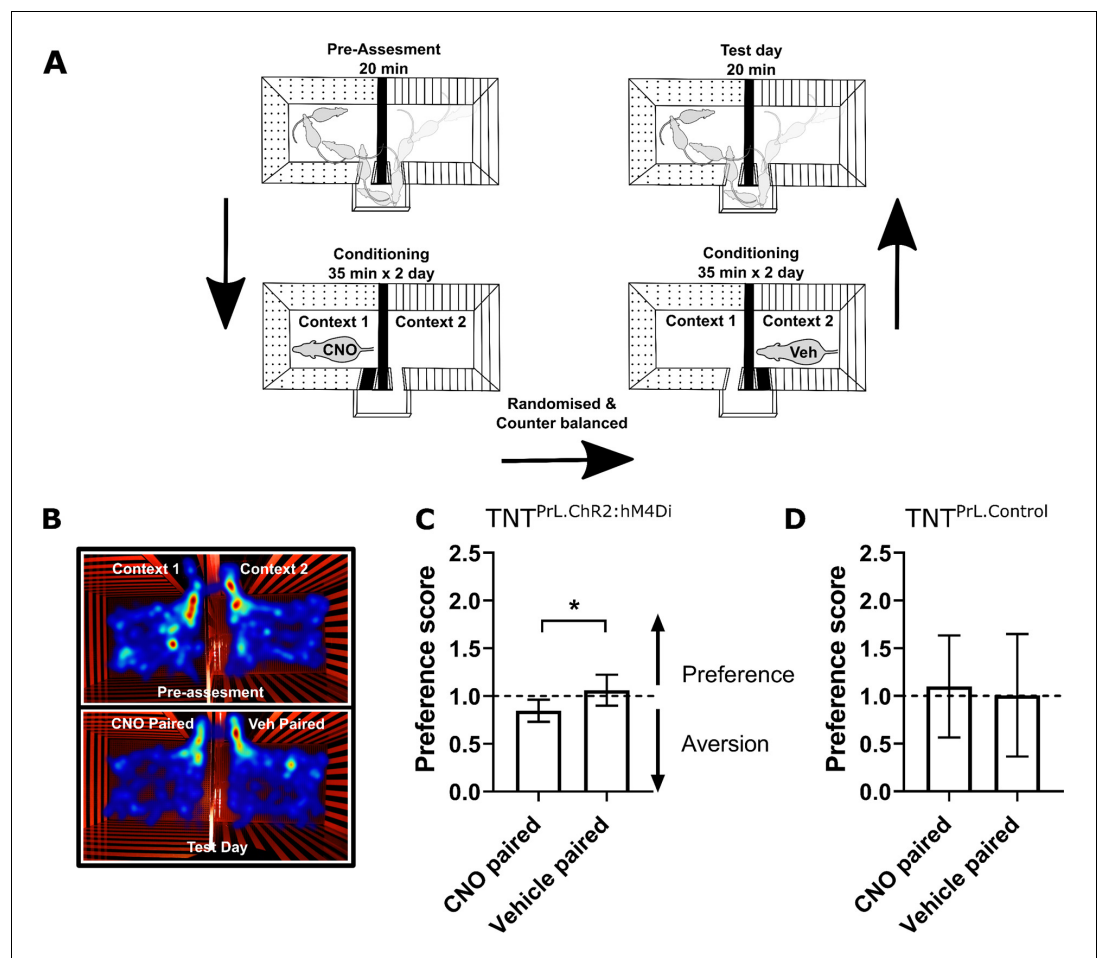 A
Pre-Assesment
20 min
Test day
20 min
Conditioning
35 min x 2 day
Context 1
Context 2
CNO
Conditioning
35 min x 2 day
Context 1
Context 2
Veh
Randomised &
Counter balanced
B
Context 1
Context 2
Pre-assesment
CNO Paired
Veh Paired
Test Day
C
TNTPrL.ChR2:hM4Di
Preference score
2.5
2.0
1.5
1.0
0.5
0.0
*
Preference
Aversion
CNO paired
Vehicle paired
D
TNTPrL.Control
Preference score
2.5
2.0
1.5
1.0
0.5
0.0
CNO paired
Vehicle paired